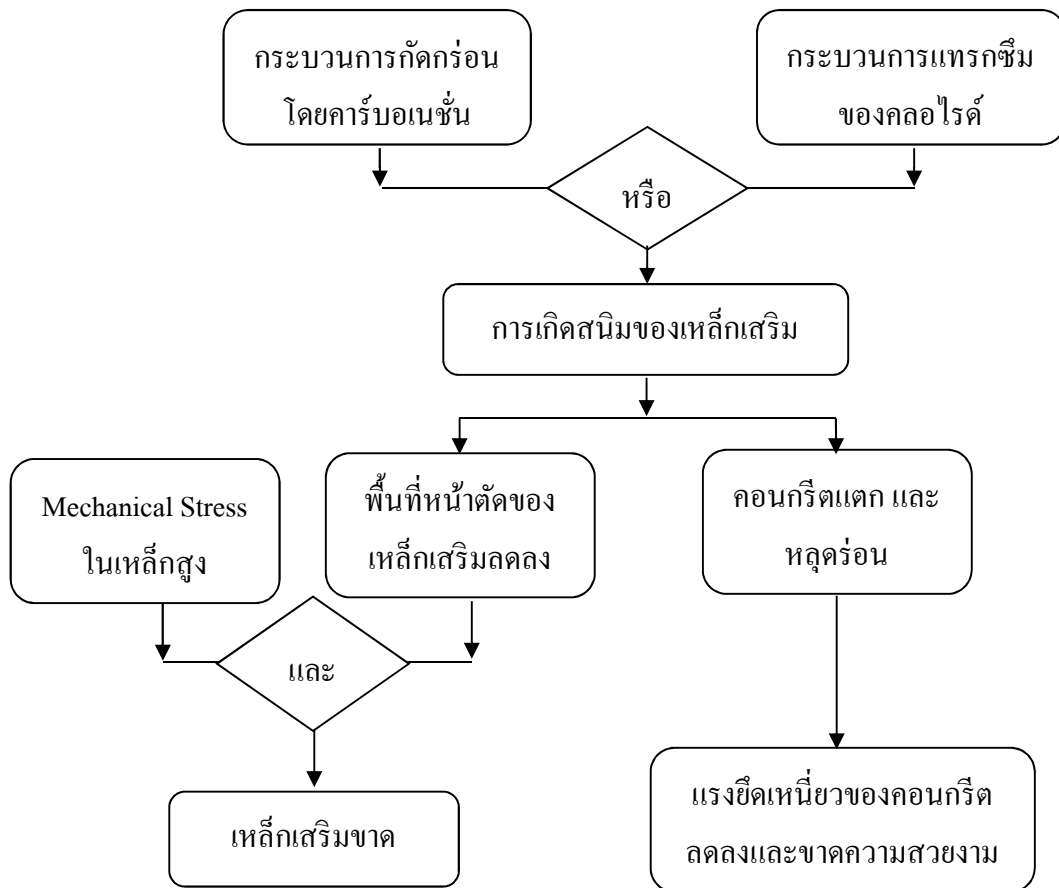 กระบวนการกัดกร่อน
โดยคาร์บอเนชั่น
กระบวนการแทรกซึม
ของคลอไรด์
หรือ
การเกิดสนิมของเหล็กเสริม
Mechanical Stress
ในเหล็กสูง
พื้นที่หน้าตัดของ
เหล็กเสริมลดลง
คอนกรีตแตก และ
หลุดร่อน
และ
เหล็กเสริมขาด
แรงยึดเหนี่ยวของคอนกรีต
ลดลงและขาดความสวยงาม